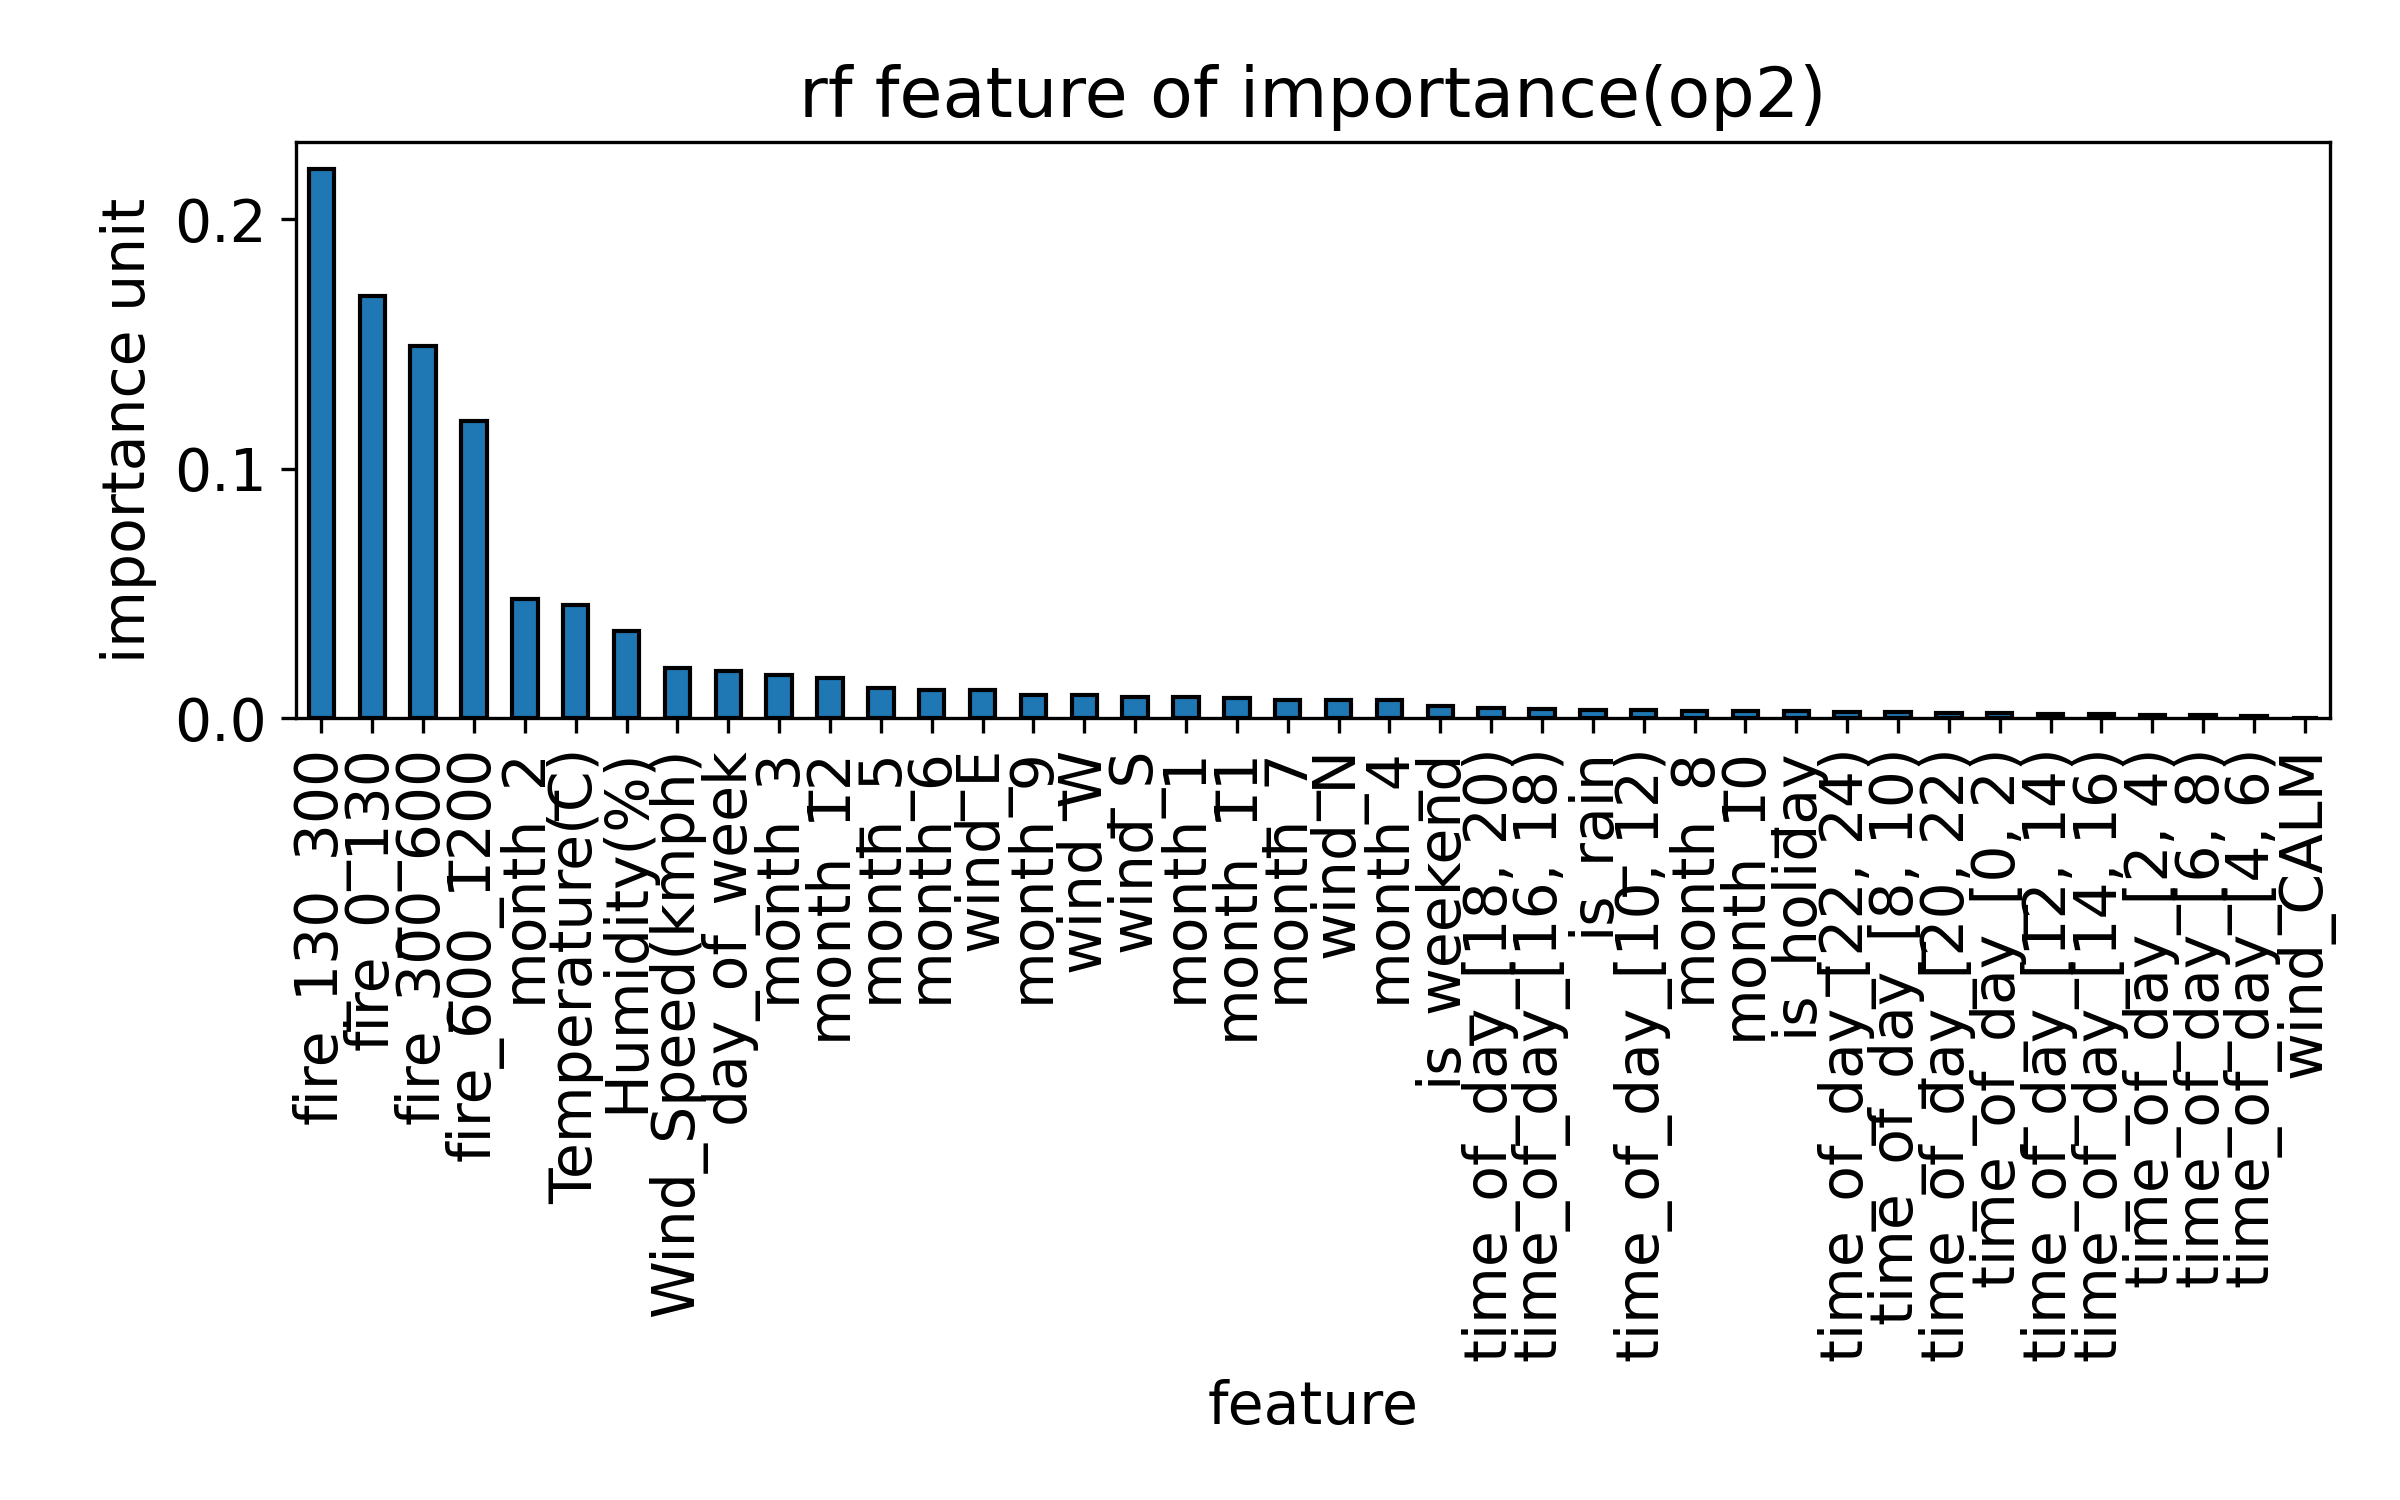 rf feature of importance(op2)
importance unit
0.2
0.1
0.0
fire_130_300
fire_0_130
fire_300_600
fire_600_1200
month_2
Temperature(C)
Humidity(%)
Wind_Speed(kmph)
day_of_week
month_3
month_12
month_5
month_6
wind_E
month_9
wind_W
wind_S
month_1
month_11
month_7
wind_N
month_4
is_weekend
time_of_day_[18, 20)
time_of_day_[16, 18)
is_rain
time_of_day_[10, 12)
month_8
month_10
is_holiday
time_of_day_[22, 24)
time_of_day_[8, 10)
time_of_day_[20, 22)
time_of_day_[0, 2)
time_of_day_[12, 14)
time_of_day_[14, 16)
time_of_day_[2, 4)
time_of_day_[6, 8)
time_of_day_[4, 6)
wind_CALM
feature